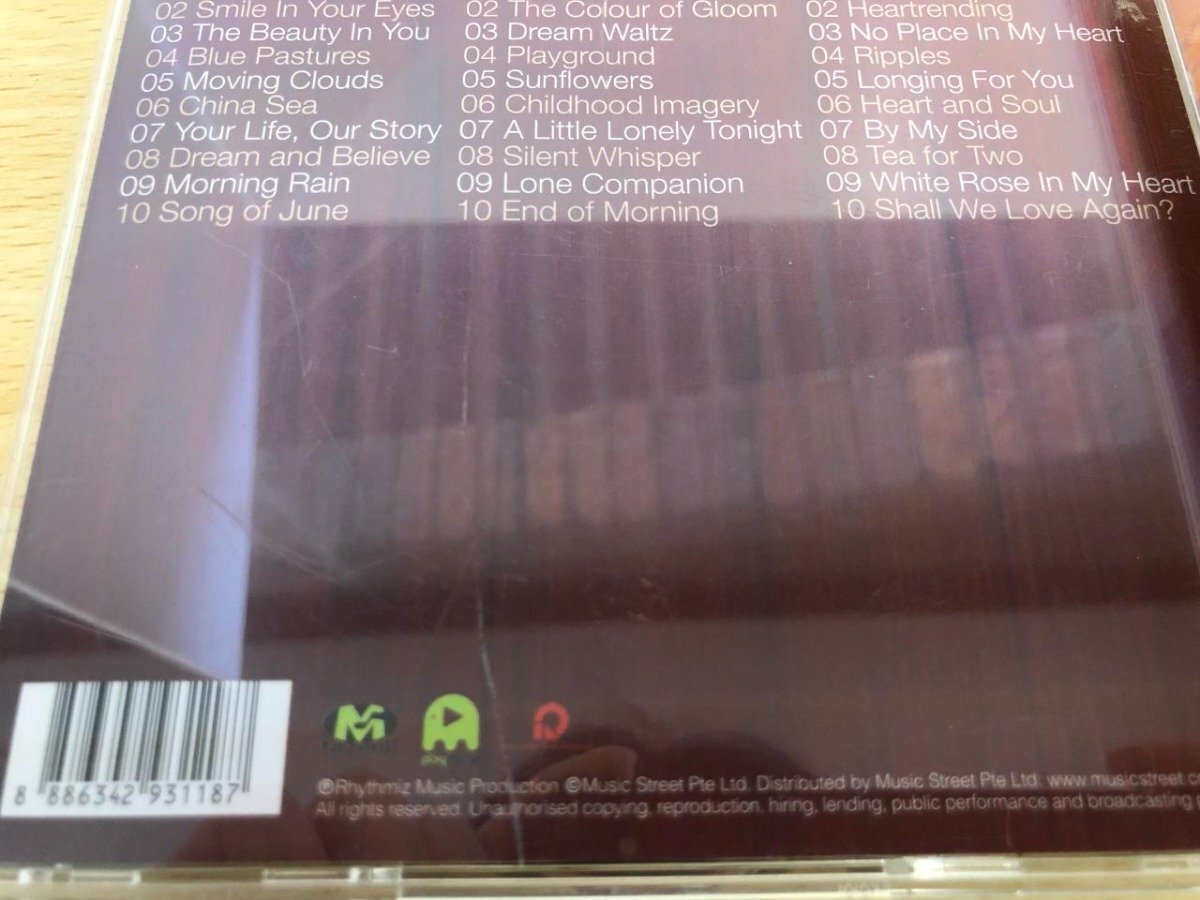 02 Smile In Your Eyes
03 The Beauty In You
04 Blue Pastures
05 Moving Clouds
06 China Sea
07 Your Life, Our Story
08 Dream and Believe
09 Morning Rain
10 Song of June
02 The Colour of Gloom
03 Dream Waltz
04 Playground
05 Sunflowers
06 Childhood Imagery
07 A Little Lonely Tonight
08 Silent Whisper
09 Lone Companion
10 End of Morning
02 Heartrending
03 No Place In My Heart
04 Ripples
05 Longing For You
06 Heart and Soul
07 By My Side
08 Tea for Two
09 White Rose In My Heart
10 Shall We Love Again?
8 886342 931187
play
℗Rhythmiz Music Production ©Music Street Pte Ltd. Distributed by Music Street Pte Ltd. www.musicstreet.c
All rights reserved. Unauthorised copying, reproduction, hiring, lending, public performance and broadcasting